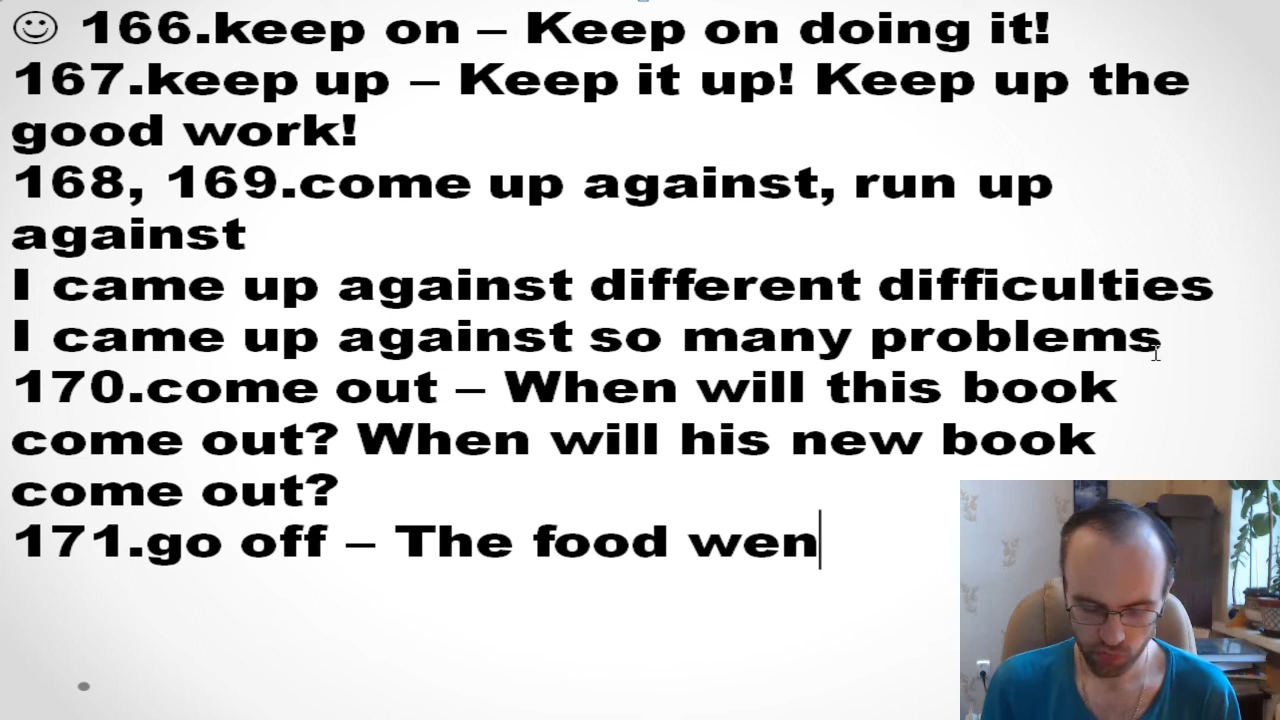 ☺ 166.keep on – Keep on doing it!
167.keep up – Keep it up! Keep up the
good work!
168, 169.come up against, run up
against
I came up against different difficulties
I came up against so many problems
170.come out – When will this book
come out? When will his new book
come out?
171.go off – The food wen